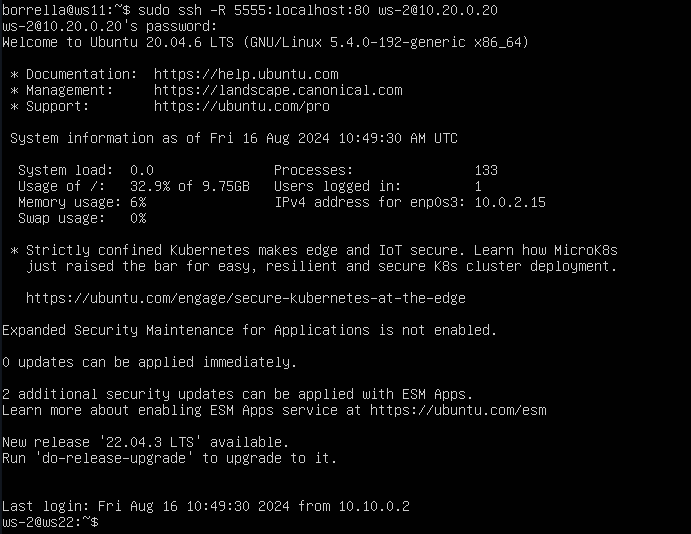 borrella@ws11:~$ sudo ssh -R 5555:localhost:80 ws-2@10.20.0.20
ws-2@10.20.0.20's password:
Welcome to Ubuntu 20.04.6 LTS (GNU/Linux 5.4.0-192-generic x86_64)
* Documentation:  https://help.ubuntu.com
* Management:     https://landscape.canonical.com
* Support:        https://ubuntu.com/pro
System information as of Fri 16 Aug 2024 10:49:30 AM UTC
System load:  0.0               Processes:               133
Usage of /:   32.9% of 9.75GB   Users logged in:         1
Memory usage: 6%                IPv4 address for enp0s3: 10.0.2.15
Swap usage:   0%
* Strictly confined Kubernetes makes edge and IoT secure. Learn how MicroK8s
just raised the bar for easy, resilient and secure K8s cluster deployment.
https://ubuntu.com/engage/secure-kubernetes-at-the-edge
Expanded Security Maintenance for Applications is not enabled.
0 updates can be applied immediately.
2 additional security updates can be applied with ESM Apps.
Learn more about enabling ESM Apps service at https://ubuntu.com/esm
New release '22.04.3 LTS' available.
Run 'do-release-upgrade' to upgrade to it.
Last login: Fri Aug 16 10:49:30 2024 from 10.10.0.2
ws-2@ws22:~$